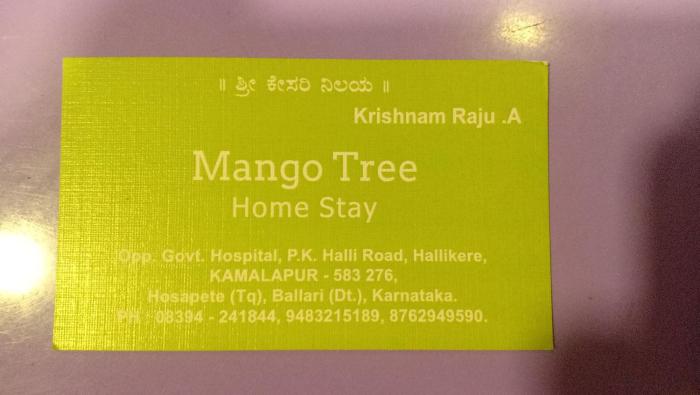 ॥ ಶ್ರೀ ಕೇಸರಿ ನಿಲಯ ॥
Krishnam Raju .A
Mango Tree
Home Stay
Opp. Govt. Hospital, P.K. Halli Road, Hallikere,
KAMALAPUR - 583 276,
Hosapete (Tq), Ballari (Dt.), Karnataka.
PH : 08394 - 241844, 9483215189, 8762949590.